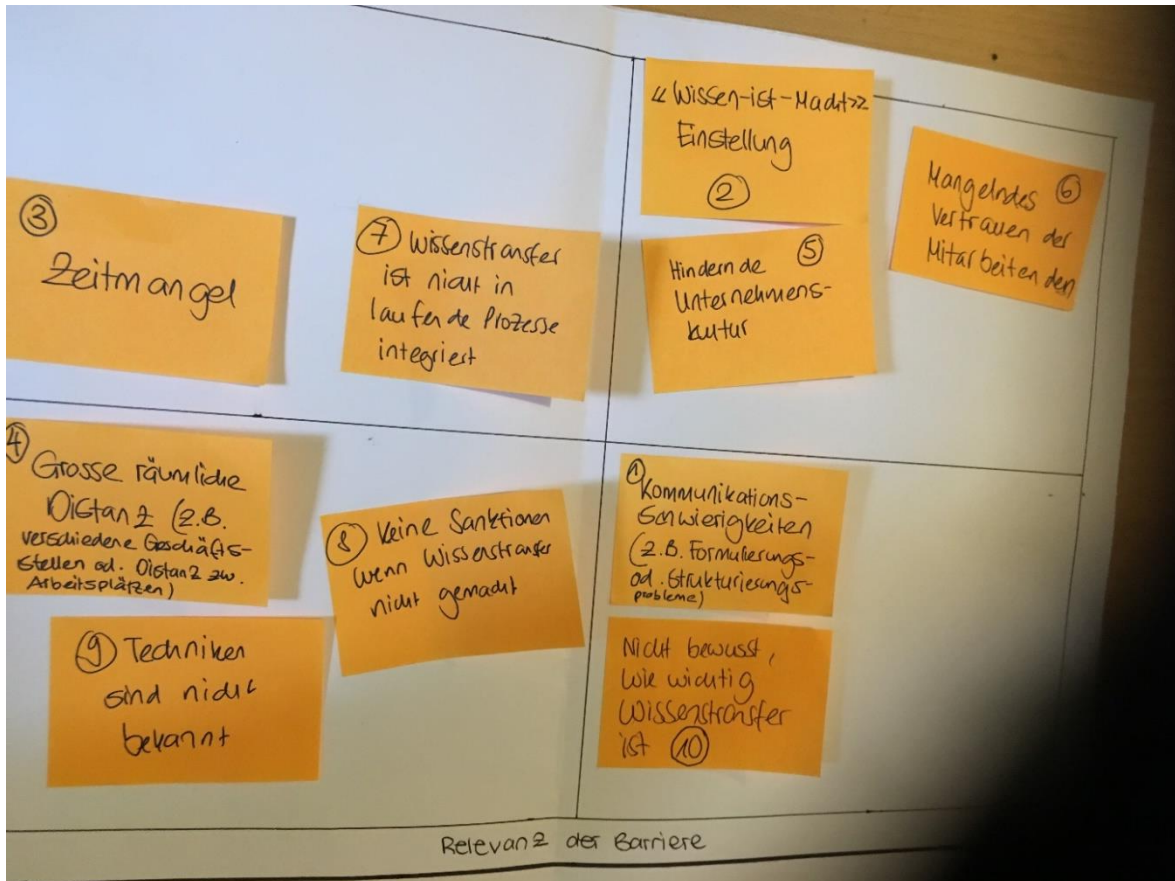 ③
Zeitmangel
⑦ Wissenstransfer
ist nicht in
laufende Prozesse
integriert
«Wissen-ist-Macht»
Einstellung
②
Hindernde ⑤
Unternehmens-
kultur
Mangelndes ⑥
Vertrauen der
Mitarbeitenden
④
Grosse räumliche
Distanz (z.B.
verschiedene Geschäfts-
stellen od. Distanz zw.
Arbeitsplätzen)
⑧ Keine Sanktionen
wenn Wissenstransfer
nicht gemacht
⑨ Techniken
sind nicht
bekannt
① Kommunikations-
Schwierigkeiten
(z.B. Formulierungs-
od. Strukturierungs-
probleme)
Nicht bewusst,
wie wichtig
Wissenstransfer
ist ⑩
Relevanz der Barriere